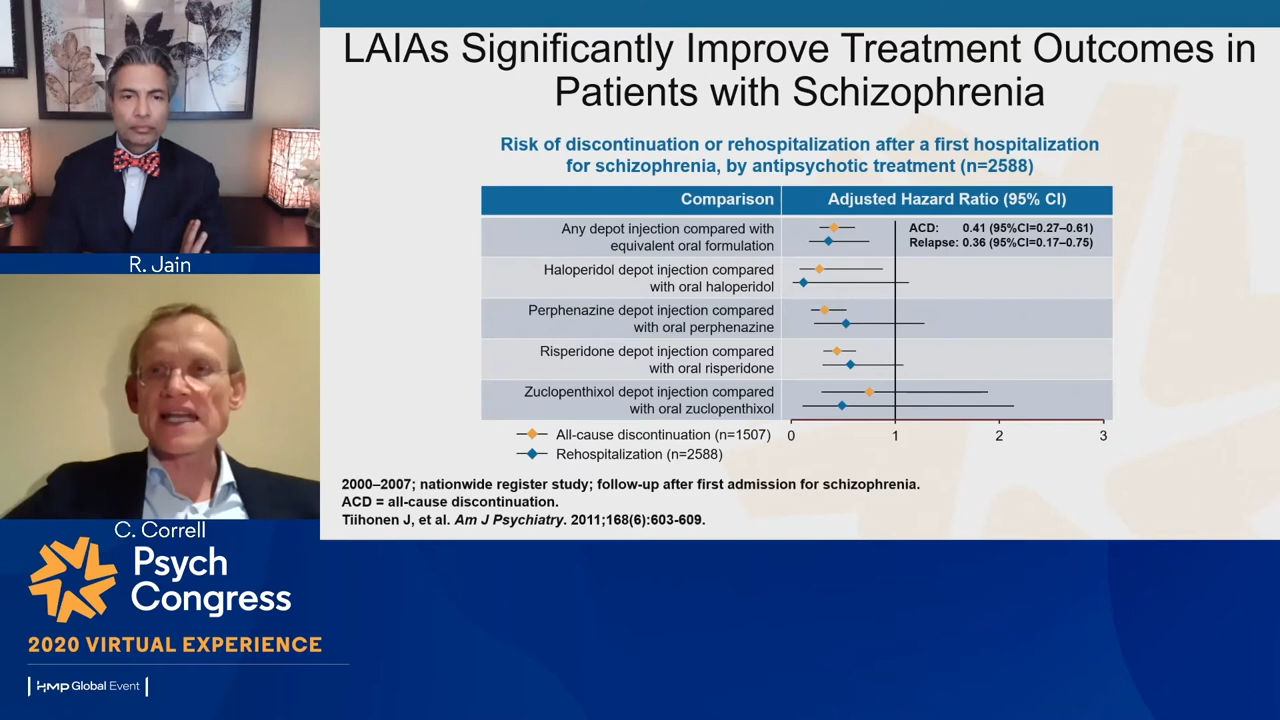 LAIAs Significantly Improve Treatment Outcomes in
Patients with Schizophrenia
Risk of discontinuation or rehospitalization after a first hospitalization
for schizophrenia, by antipsychotic treatment (n=2588)
Comparison
Adjusted Hazard Ratio (95% CI)
Any depot injection compared with
equivalent oral formulation
ACD: 0.41 (95%CI=0.27–0.61)
Relapse: 0.36 (95%CI=0.17–0.75)
Haloperidol depot injection compared
with oral haloperidol
Perphenazine depot injection compared
with oral perphenazine
Risperidone depot injection compared
with oral risperidone
Zuclopenthixol depot injection compared
with oral zuclopenthixol
0 1 2 3
All-cause discontinuation (n=1507)
Rehospitalization (n=2588)
2000–2007; nationwide register study; follow-up after first admission for schizophrenia.
ACD = all-cause discontinuation.
Tiihonen J, et al. Am J Psychiatry. 2011;168(6):603-609.
R. Jain
C. Correll
Psych
Congress
2020 VIRTUAL EXPERIENCE
HMP Global Event